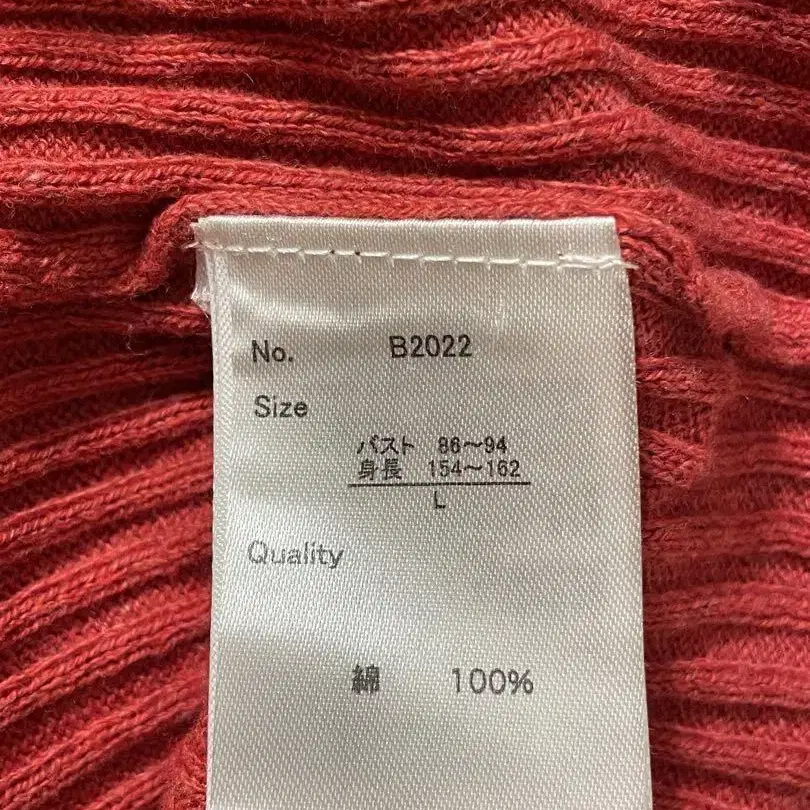 No. B2022
Size
バスト 86～94
身長 154～162
L
Quality
綿 100%